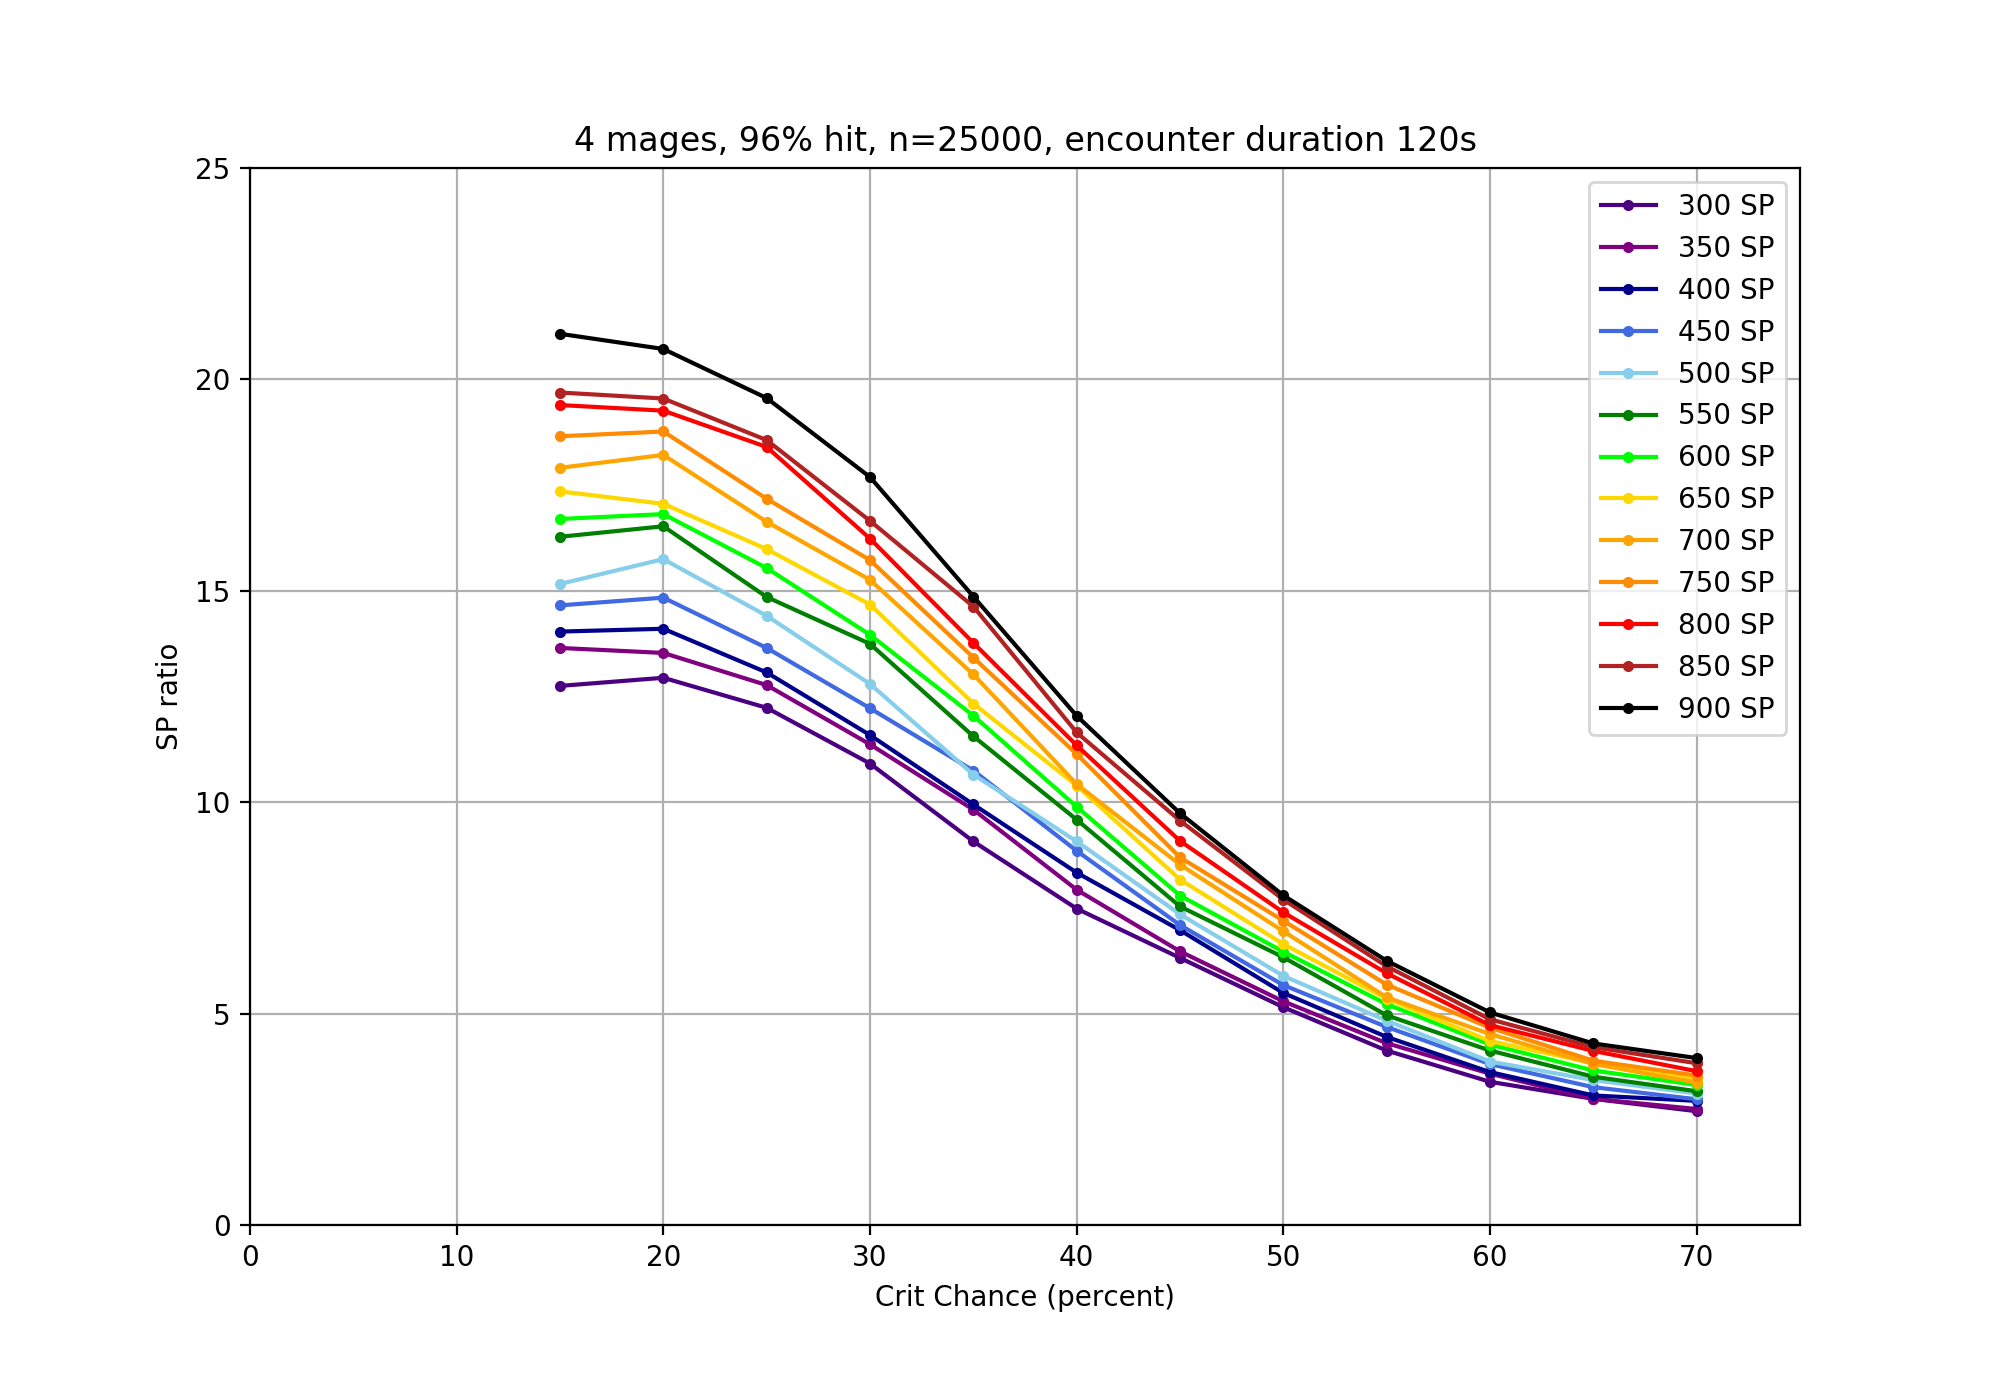 4 mages, 96% hit, n=25000, encounter duration 120s
25
20
15
10
5
0
SP ratio
0 10 20 30 40 50 60 70
Crit Chance (percent)
300 SP
350 SP
400 SP
450 SP
500 SP
550 SP
600 SP
650 SP
700 SP
750 SP
800 SP
850 SP
900 SP